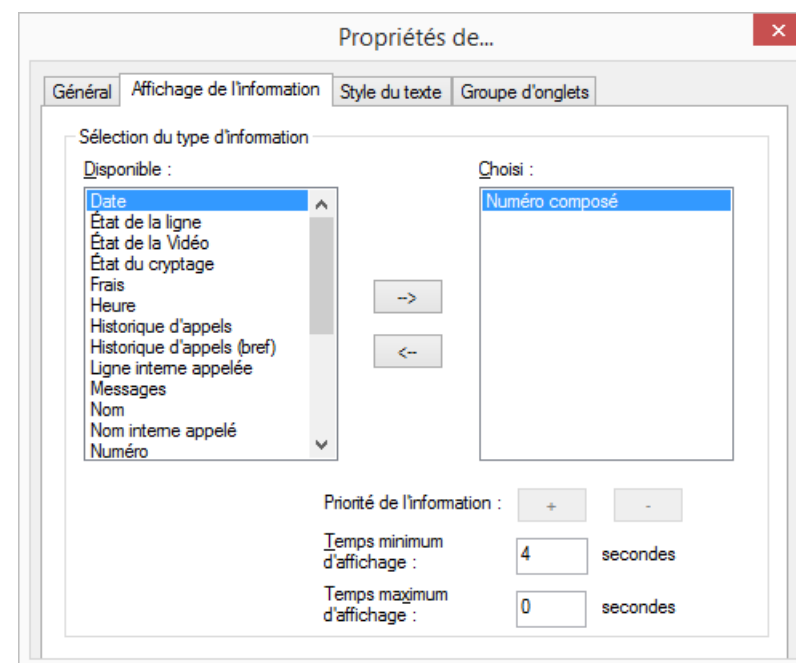 Propriétés de...
×
Général Affichage de l'information Style du texte Groupe d'onglets
Sélection du type d'information
Disponible :
Choisi :
Date
État de la ligne
État de la Vidéo
État du cryptage
Frais
Heure
Historique d'appels
Historique d'appels (bref)
Ligne interne appelée
Messages
Nom
Nom interne appelé
Numéro
-->
<--
Numéro composé
Priorité de l'information : + -
Temps minimum
d'affichage : 4 secondes
Temps maximum
d'affichage : 0 secondes